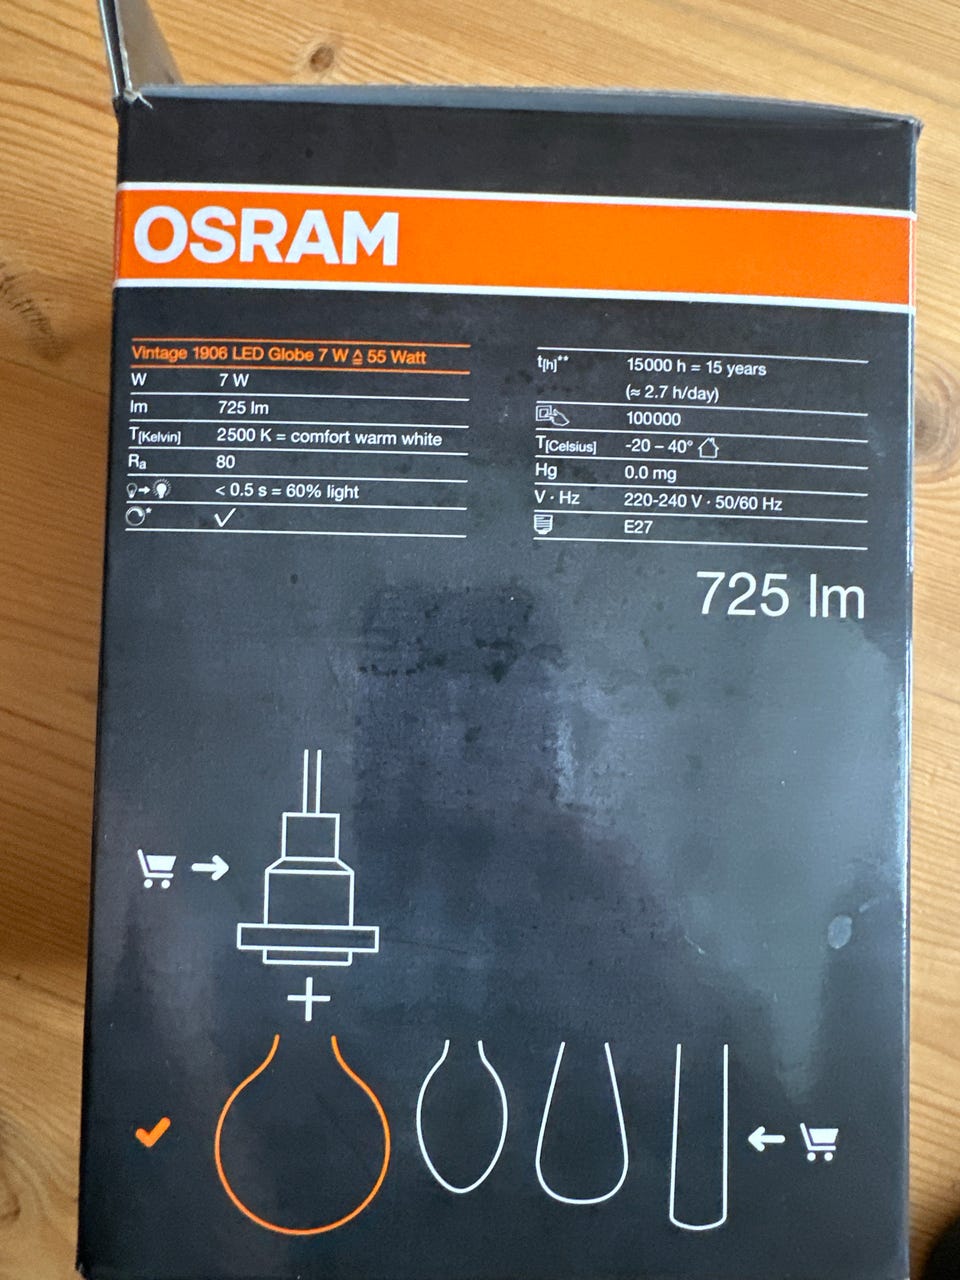 OSRAM
Vintage 1906 LED Globe 7 W ≙ 55 Watt
W 7 W
lm 725 lm
T[Kelvin] 2500 K = comfort warm white
Ra 80
< 0.5 s = 60% light
* ✓
t[h]** 15000 h = 15 years
(≈ 2.7 h/day)
100000
T[Celsius] -20 – 40°
Hg 0.0 mg
V · Hz 220-240 V · 50/60 Hz
E27
725 lm
+